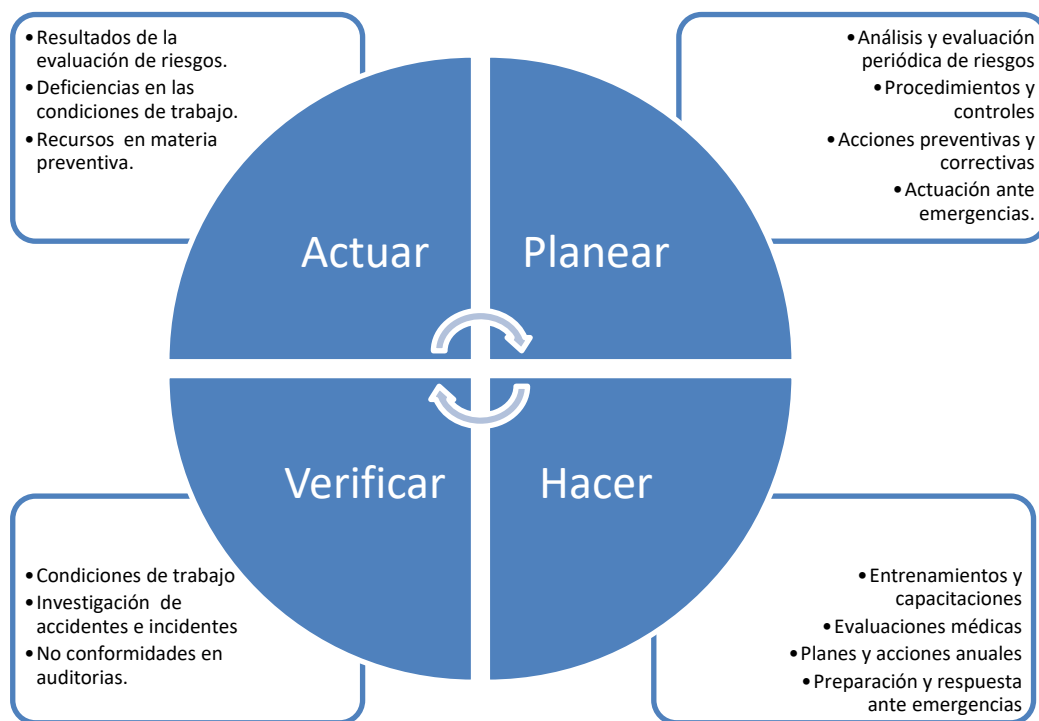 • Resultados de la
evaluación de riesgos.
• Deficiencias en las
condiciones de trabajo.
• Recursos  en materia
preventiva.
• Análisis y evaluación
periódica de riesgos
• Procedimientos y
controles
• Acciones preventivas y
correctivas
• Actuación ante
emergencias.
Actuar
Planear
Verificar
Hacer
• Condiciones de trabajo
• Investigación  de
accidentes e incidentes
• No conformidades en
auditorias.
• Entrenamientos y
capacitaciones
• Evaluaciones médicas
• Planes y acciones anuales
• Preparación y respuesta
ante emergencias